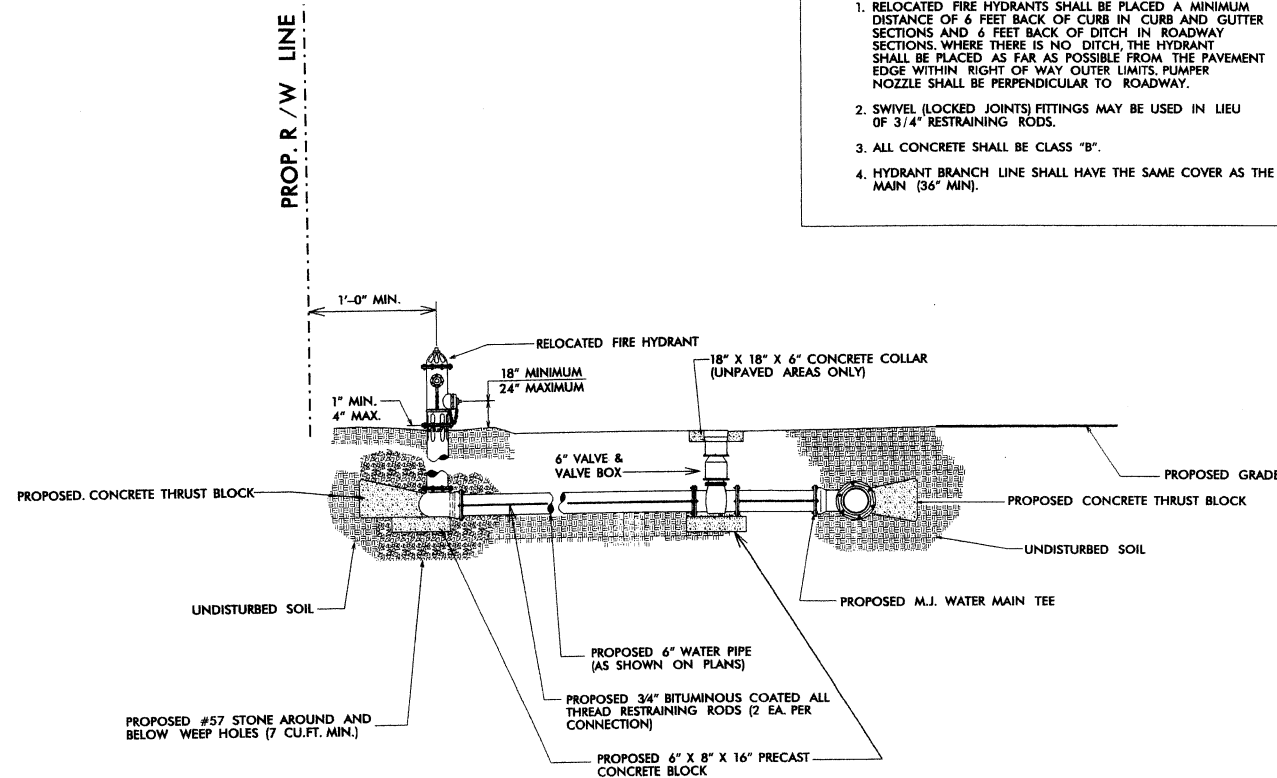 1. RELOCATED FIRE HYDRANTS SHALL BE PLACED A MINIMUM
DISTANCE OF 6 FEET BACK OF CURB IN CURB AND GUTTER
SECTIONS AND 6 FEET BACK OF DITCH IN ROADWAY
SECTIONS. WHERE THERE IS NO DITCH, THE HYDRANT
SHALL BE PLACED AS FAR AS POSSIBLE FROM THE PAVEMENT
EDGE WITHIN RIGHT OF WAY OUTER LIMITS. PUMPER
NOZZLE SHALL BE PERPENDICULAR TO ROADWAY.
2. SWIVEL (LOCKED JOINTS) FITTINGS MAY BE USED IN LIEU
OF 3/4" RESTRAINING RODS.
3. ALL CONCRETE SHALL BE CLASS "B".
4. HYDRANT BRANCH LINE SHALL HAVE THE SAME COVER AS THE
MAIN (36" MIN).
PROP. R/W LINE
1'-0" MIN.
RELOCATED FIRE HYDRANT
18" X 18" X 6" CONCRETE COLLAR
(UNPAVED AREAS ONLY)
18" MINIMUM
24" MAXIMUM
1" MIN.
4" MAX.
6" VALVE &
VALVE BOX
PROPOSED GRADE
PROPOSED. CONCRETE THRUST BLOCK
PROPOSED CONCRETE THRUST BLOCK
UNDISTURBED SOIL
UNDISTURBED SOIL
PROPOSED M.J. WATER MAIN TEE
PROPOSED 6" WATER PIPE
(AS SHOWN ON PLANS)
PROPOSED 3/4" BITUMINOUS COATED ALL
THREAD RESTRAINING RODS (2 EA. PER
CONNECTION)
PROPOSED #57 STONE AROUND AND
BELOW WEEP HOLES (7 CU.FT. MIN.)
PROPOSED 6" X 8" X 16" PRECAST
CONCRETE BLOCK